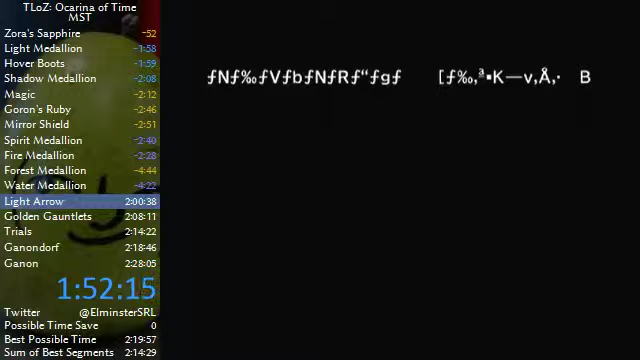 TLoZ: Ocarina of Time
MST
Zora's Sapphire -52
Light Medallion -1:58
Hover Boots -1:59
Shadow Medallion -2:08
Magic -2:12
Goron's Ruby -2:46
Mirror Shield -2:51
Spirit Medallion -2:40
Fire Medallion -2:28
Forest Medallion -4:44
Water Medallion -4:22
Light Arrow 2:00:38
Golden Gauntlets 2:08:11
Trials 2:14:22
Ganondorf 2:18:46
Ganon 2:28:05
1:52:15
Twitter @ElminsterSRL
Possible Time Save 0
Best Possible Time 2:19:57
Sum of Best Segments 2:14:29
ƒNƒ‰ƒVƒbƒNƒRƒ“ƒgƒ [ƒ‰‚ª•K—v‚Å‚· B